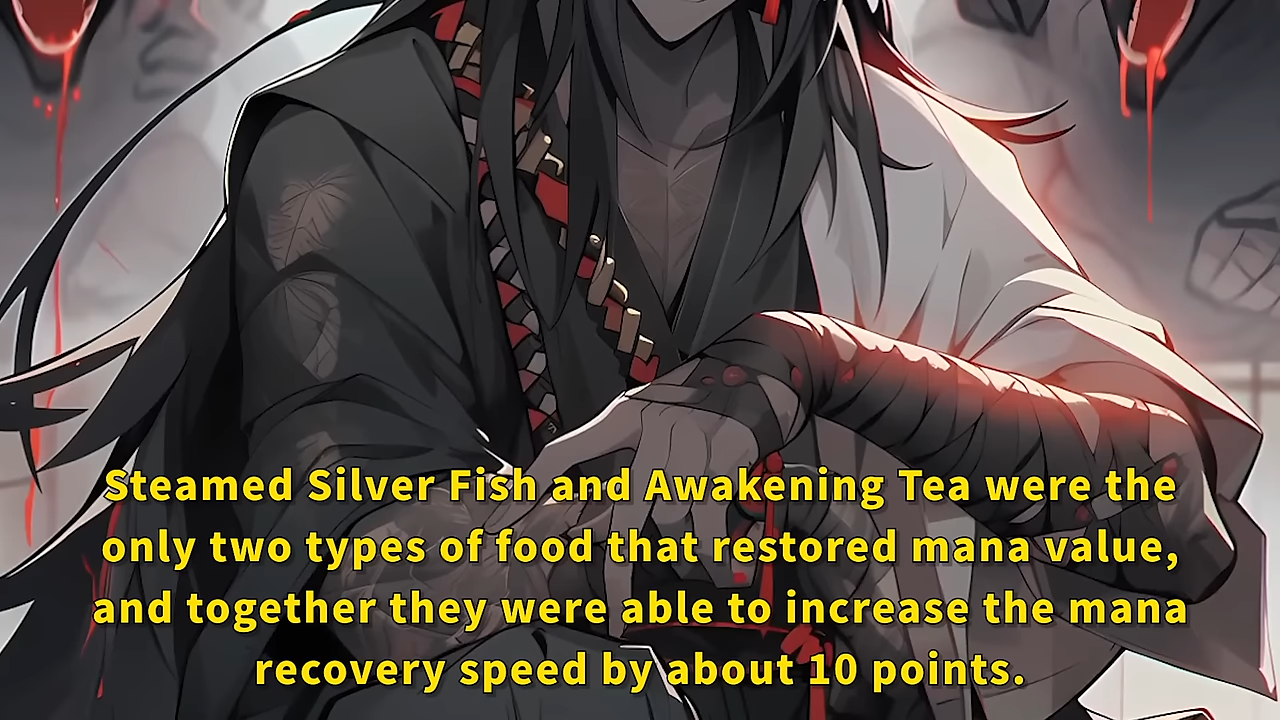 Steamed Silver Fish and Awakening Tea were the
only two types of food that restored mana value,
and together they were able to increase the mana
recovery speed by about 10 points.